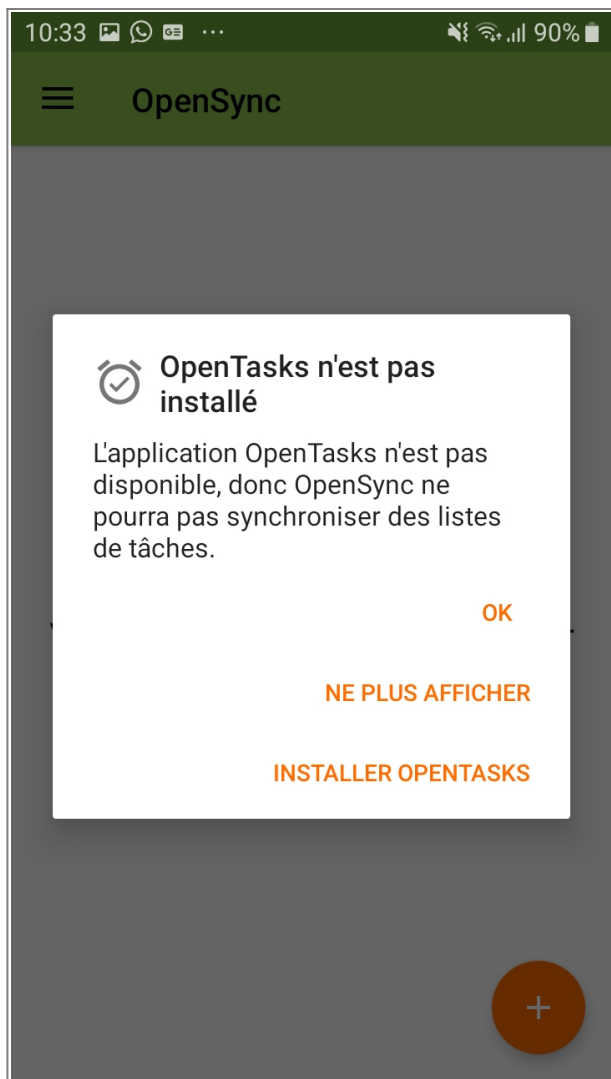 10:33 GE ... 90%
OpenSync
OpenTasks n'est pas
installé
L'application OpenTasks n'est pas
disponible, donc OpenSync ne
pourra pas synchroniser des listes
de tâches.
OK
NE PLUS AFFICHER
INSTALLER OPENTASKS